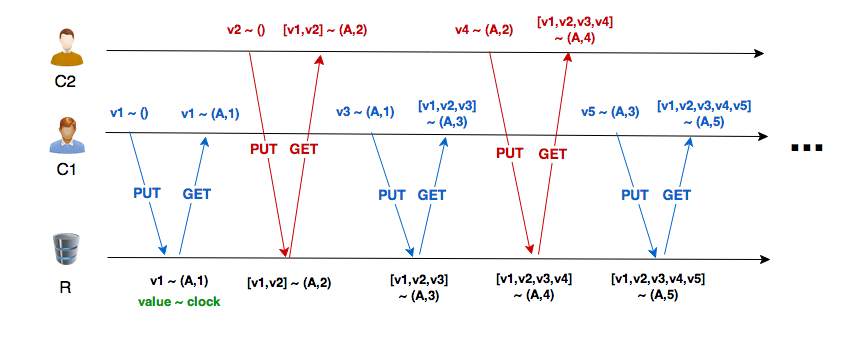 v2 ~ () [v1,v2] ~ (A,2) v4 ~ (A,2) [v1,v2,v3,v4]
~ (A,4)
C2
v1 ~ () v1 ~ (A,1) v3 ~ (A,1) [v1,v2,v3] v5 ~ (A,3) [v1,v2,v3,v4,v5]
~ (A,3) ~ (A,5)
C1
...
PUT GET PUT GET
PUT GET PUT GET PUT GET
R
v1 ~ (A,1) [v1,v2] ~ (A,2) [v1,v2,v3] [v1,v2,v3,v4] [v1,v2,v3,v4,v5]
value ~ clock ~ (A,3) ~ (A,4) ~ (A,5)